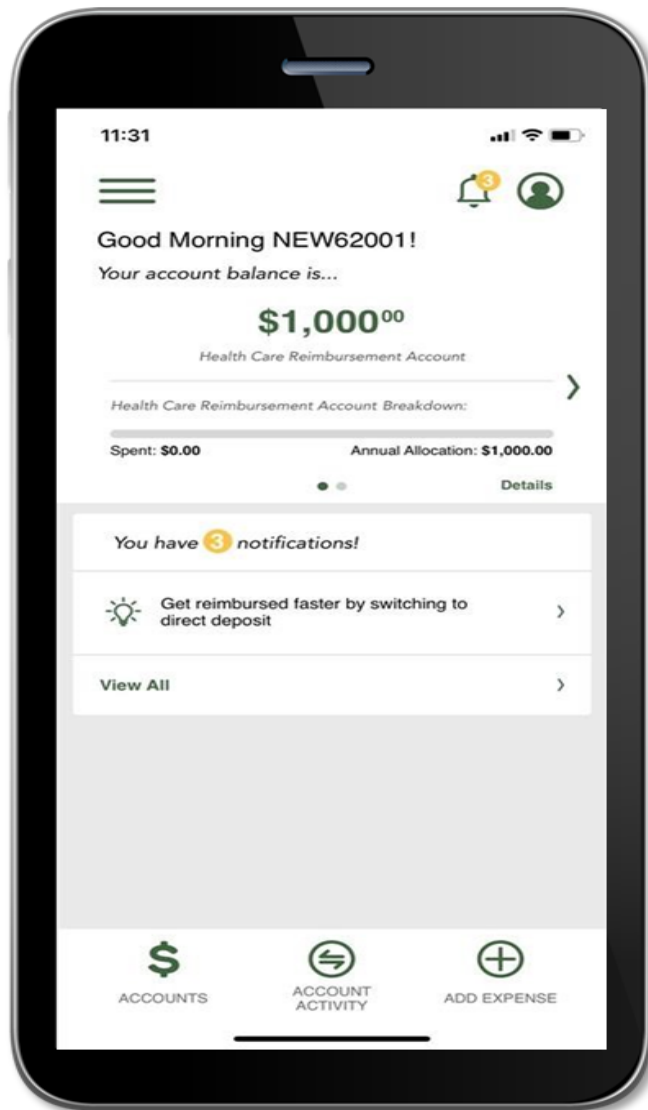 11:31
3
Good Morning NEW62001!
Your account balance is...
$1,000⁰⁰
Health Care Reimbursement Account
Health Care Reimbursement Account Breakdown:
Spent: $0.00 Annual Allocation: $1,000.00
Details
You have 3 notifications!
Get reimbursed faster by switching to
direct deposit
View All
ACCOUNTS
ACCOUNT
ACTIVITY
ADD EXPENSE